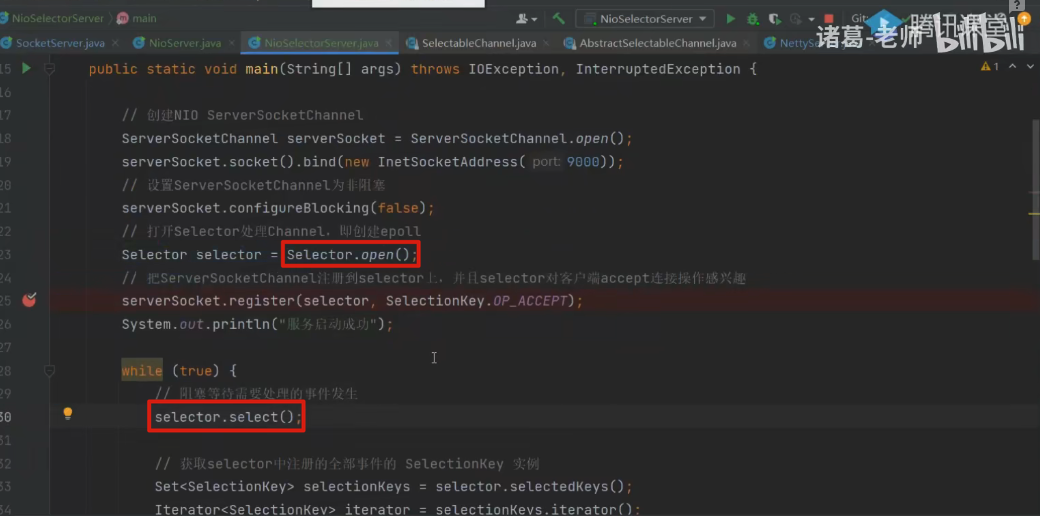 NioSelectorServer main NioSelectorServer Git:
SocketServer.java NioServer.java NioSelectorServer.java SelectableChannel.java AbstractSelectableChannel.java
诸葛-老师 腾讯课堂 bilibili
15 public static void main(String[] args) throws IOException, InterruptedException { 1
16
17 // 创建NIO ServerSocketChannel
18 ServerSocketChannel serverSocket = ServerSocketChannel.open();
19 serverSocket.socket().bind(new InetSocketAddress( port: 9000));
20 // 设置ServerSocketChannel为非阻塞
21 serverSocket.configureBlocking(false);
22 // 打开Selector处理Channel，即创建epoll
23 Selector selector = Selector.open();
24 // 把ServerSocketChannel注册到selector上，并且selector对客户端accept连接操作感兴趣
25 serverSocket.register(selector, SelectionKey.OP_ACCEPT);
26 System.out.println("服务启动成功");
27
28 while (true) {
29 // 阻塞等待需要处理的事件发生
30 selector.select();
31
32 // 获取selector中注册的全部事件的 SelectionKey 实例
33 Set<SelectionKey> selectionKeys = selector.selectedKeys();
34 Iterator<SelectionKey> iterator = selectionKeys.iterator();